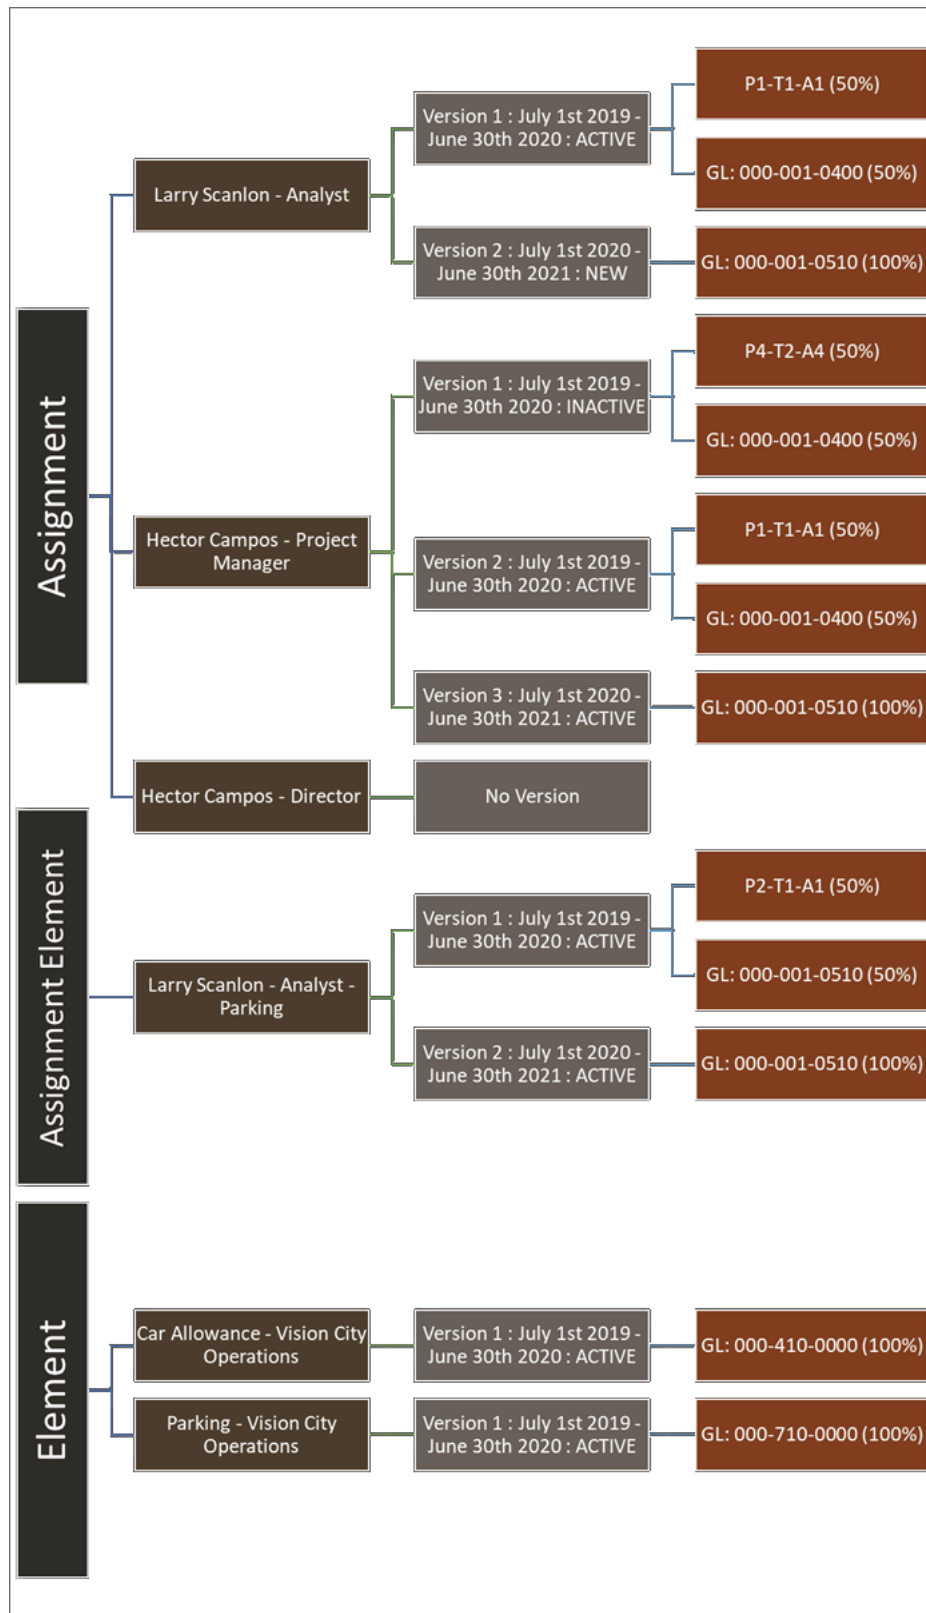 Assignment
Larry Scanlon - Analyst
Version 1 : July 1st 2019 -
June 30th 2020 : ACTIVE
P1-T1-A1 (50%)
GL: 000-001-0400 (50%)
Version 2 : July 1st 2020 -
June 30th 2021 : NEW
GL: 000-001-0510 (100%)
Hector Campos - Project
Manager
Version 1 : July 1st 2019 -
June 30th 2020 : INACTIVE
P4-T2-A4 (50%)
GL: 000-001-0400 (50%)
Version 2 : July 1st 2019 -
June 30th 2020 : ACTIVE
P1-T1-A1 (50%)
GL: 000-001-0400 (50%)
Version 3 : July 1st 2020 -
June 30th 2021 : ACTIVE
GL: 000-001-0510 (100%)
Hector Campos - Director
No Version
Assignment Element
Larry Scanlon - Analyst -
Parking
Version 1 : July 1st 2019 -
June 30th 2020 : ACTIVE
P2-T1-A1 (50%)
GL: 000-001-0510 (50%)
Version 2 : July 1st 2020 -
June 30th 2021 : ACTIVE
GL: 000-001-0510 (100%)
Element
Car Allowance - Vision City
Operations
Version 1 : July 1st 2019 -
June 30th 2020 : ACTIVE
GL: 000-410-0000 (100%)
Parking - Vision City
Operations
Version 1 : July 1st 2019 -
June 30th 2020 : ACTIVE
GL: 000-710-0000 (100%)